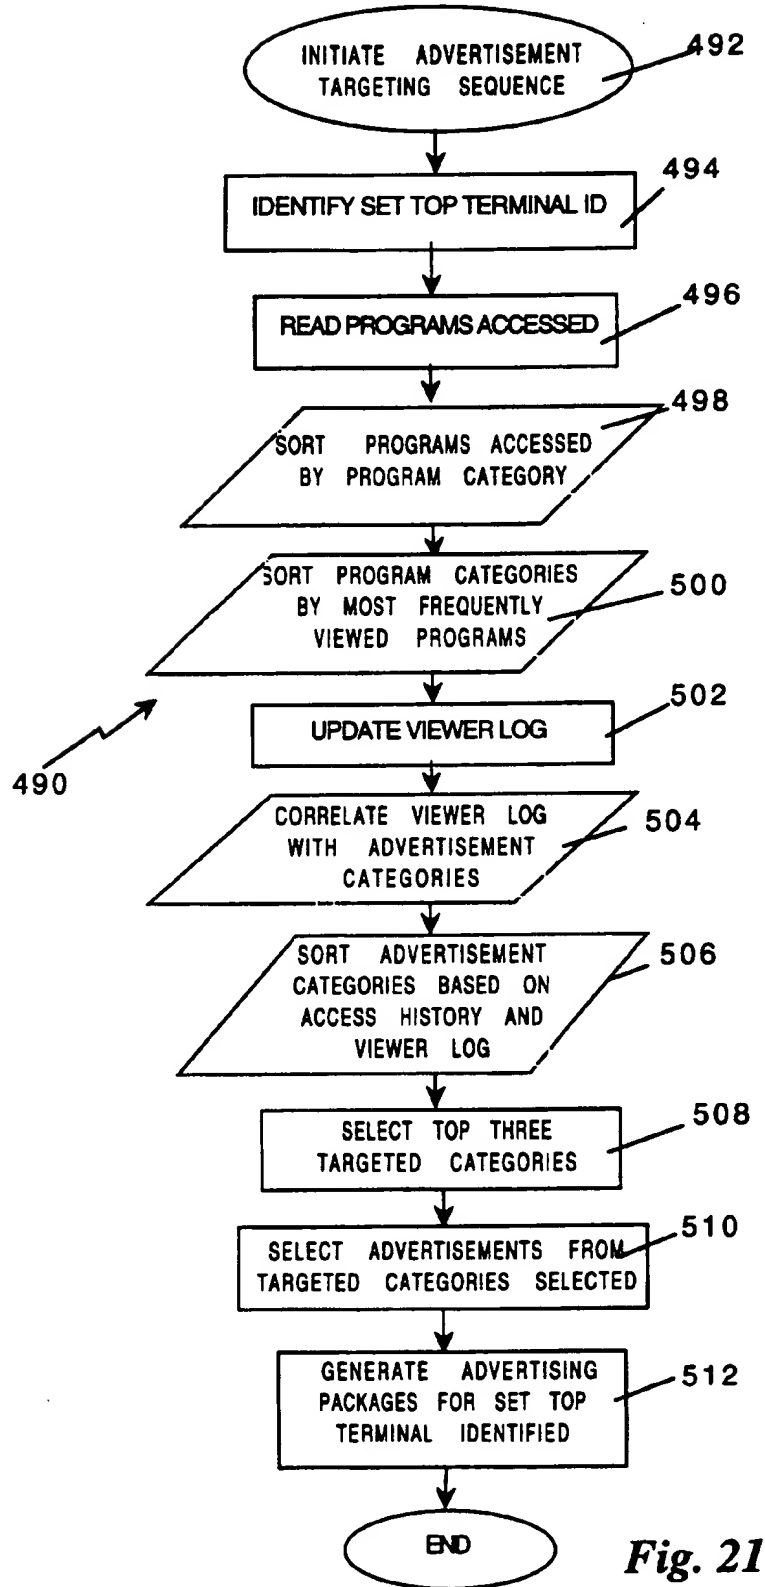 INITIATE ADVERTISEMENT
TARGETING SEQUENCE
492
IDENTIFY SET TOP TERMINAL ID
494
READ PROGRAMS ACCESSED
496
SORT PROGRAMS ACCESSED
BY PROGRAM CATEGORY
498
SORT PROGRAM CATEGORIES
BY MOST FREQUENTLY
VIEWED PROGRAMS
500
UPDATE VIEWER LOG
502
490
CORRELATE VIEWER LOG
WITH ADVERTISEMENT
CATEGORIES
504
SORT ADVERTISEMENT
CATEGORIES BASED ON
ACCESS HISTORY AND
VIEWER LOG
506
SELECT TOP THREE
TARGETED CATEGORIES
508
SELECT ADVERTISEMENTS FROM
TARGETED CATEGORIES SELECTED
510
GENERATE ADVERTISING
PACKAGES FOR SET TOP
TERMINAL IDENTIFIED
512
END
Fig. 21